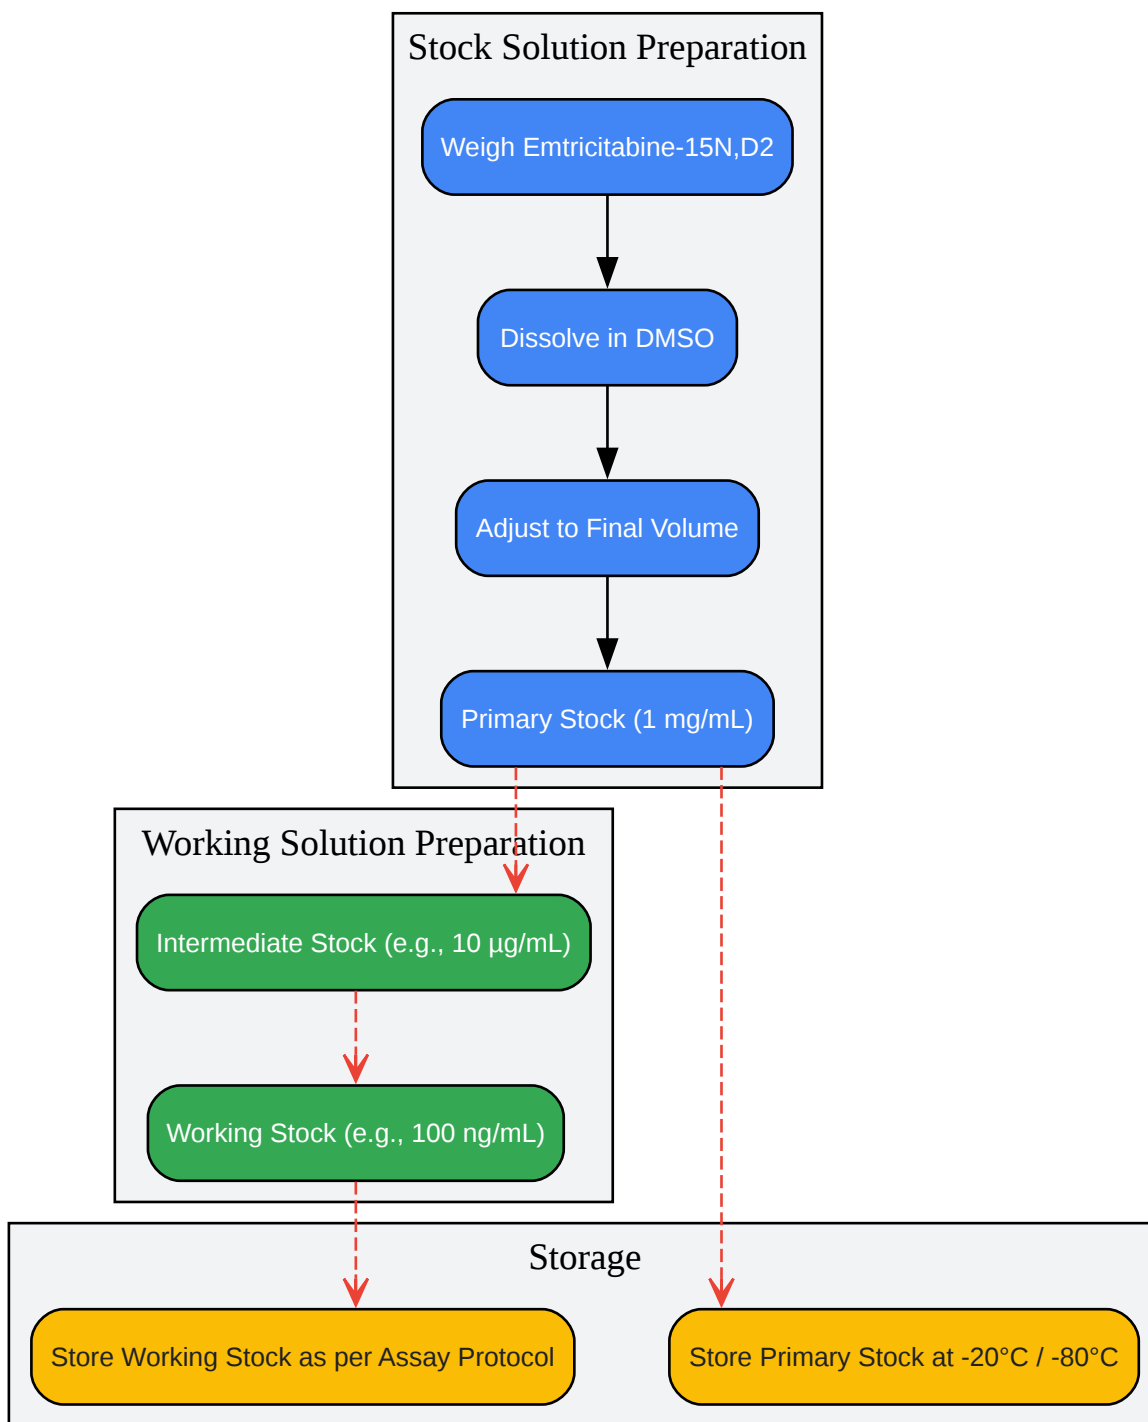 Stock Solution Preparation
Weigh Emtricitabine-15N,D2
Dissolve in DMSO
Adjust to Final Volume
Primary Stock (1 mg/mL)
Working Solution Preparation
Intermediate Stock (e.g., 10 µg/mL)
Working Stock (e.g., 100 ng/mL)
Storage
Store Working Stock as per Assay Protocol
Store Primary Stock at -20°C / -80°C